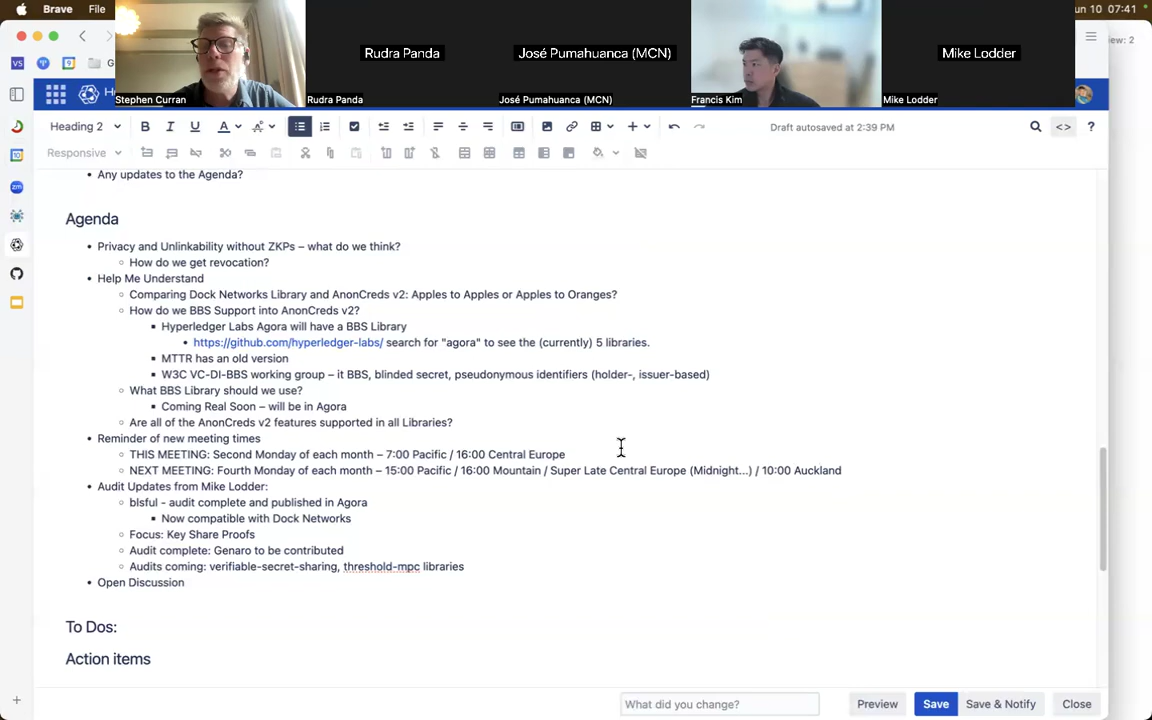 Brave File
un 10 07:41
Rudra Panda
José Pumahuanca (MCN)
Mike Lodder
Stephen Curran
Rudra Panda
José Pumahuanca (MCN)
Francis Kim
Mike Lodder
view: 2
Heading 2
Draft autosaved at 2:39 PM
Responsive
• Any updates to the Agenda?
Agenda
• Privacy and Unlinkability without ZKPs – what do we think?
○ How do we get revocation?
• Help Me Understand
○ Comparing Dock Networks Library and AnonCreds v2: Apples to Apples or Apples to Oranges?
○ How do we BBS Support into AnonCreds v2?
▪ Hyperledger Labs Agora will have a BBS Library
• https://github.com/hyperledger-labs/ search for "agora" to see the (currently) 5 libraries.
▪ MTTR has an old version
▪ W3C VC-DI-BBS working group – it BBS, blinded secret, pseudonymous identifiers (holder-, issuer-based)
○ What BBS Library should we use?
▪ Coming Real Soon – will be in Agora
○ Are all of the AnonCreds v2 features supported in all Libraries?
• Reminder of new meeting times
○ THIS MEETING: Second Monday of each month – 7:00 Pacific / 16:00 Central Europe
○ NEXT MEETING: Fourth Monday of each month – 15:00 Pacific / 16:00 Mountain / Super Late Central Europe (Midnight...) / 10:00 Auckland
• Audit Updates from Mike Lodder:
○ blsful - audit complete and published in Agora
▪ Now compatible with Dock Networks
○ Focus: Key Share Proofs
○ Audit complete: Genaro to be contributed
○ Audits coming: verifiable-secret-sharing, threshold-mpc libraries
• Open Discussion
To Dos:
Action items
What did you change?
Preview
Save
Save & Notify
Close